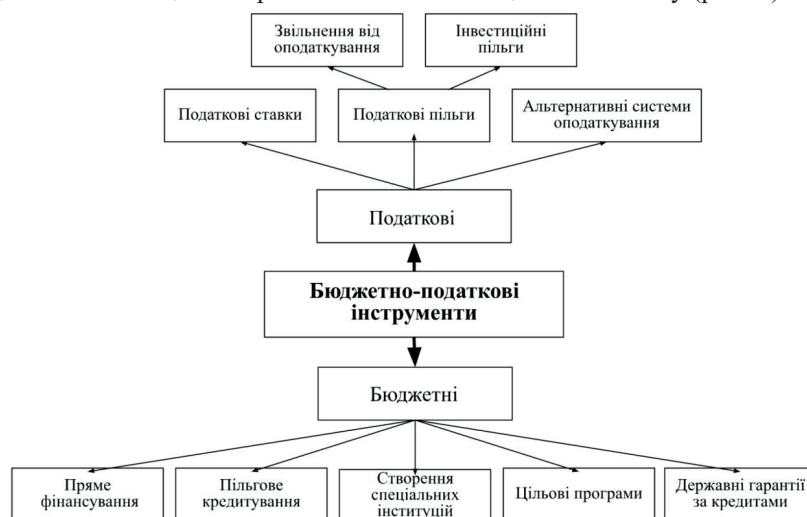 Звільнення від
оподаткування
Інвестиційні
пільги
Податкові ставки
Податкові пільги
Альтернативні системи
оподаткування
Податкові
Бюджетно-податкові
інструменти
Бюджетні
Пряме
фінансування
Пільгове
кредитування
Створення
спеціальних
інституцій
Цільові програми
Державні гарантії
за кредитами